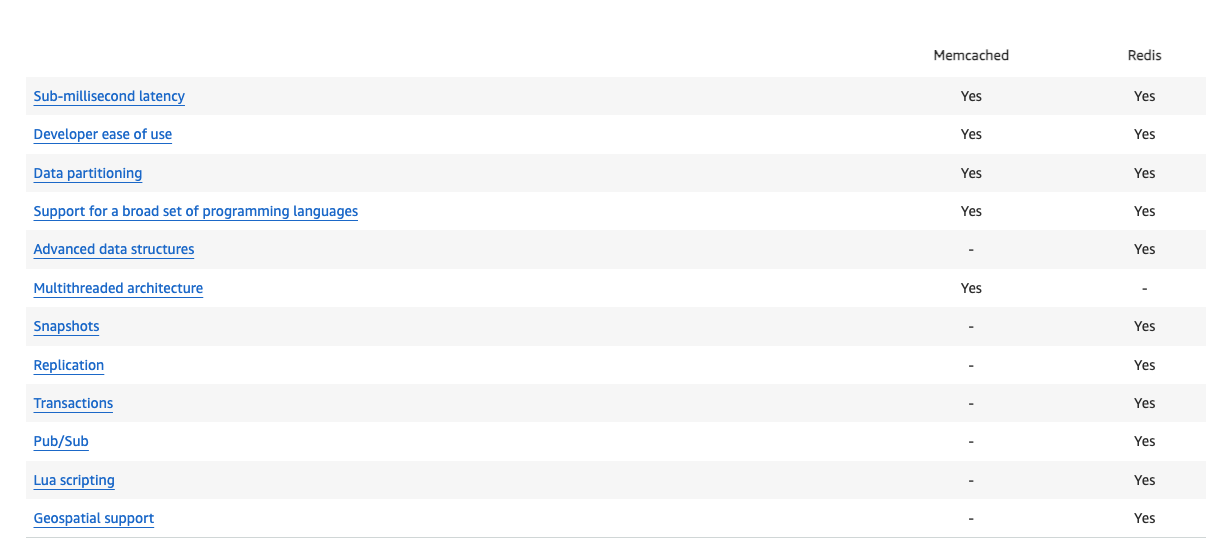 Memcached Redis
Sub-millisecond latency Yes Yes
Developer ease of use Yes Yes
Data partitioning Yes Yes
Support for a broad set of programming languages Yes Yes
Advanced data structures - Yes
Multithreaded architecture Yes -
Snapshots - Yes
Replication - Yes
Transactions - Yes
Pub/Sub - Yes
Lua scripting - Yes
Geospatial support - Yes